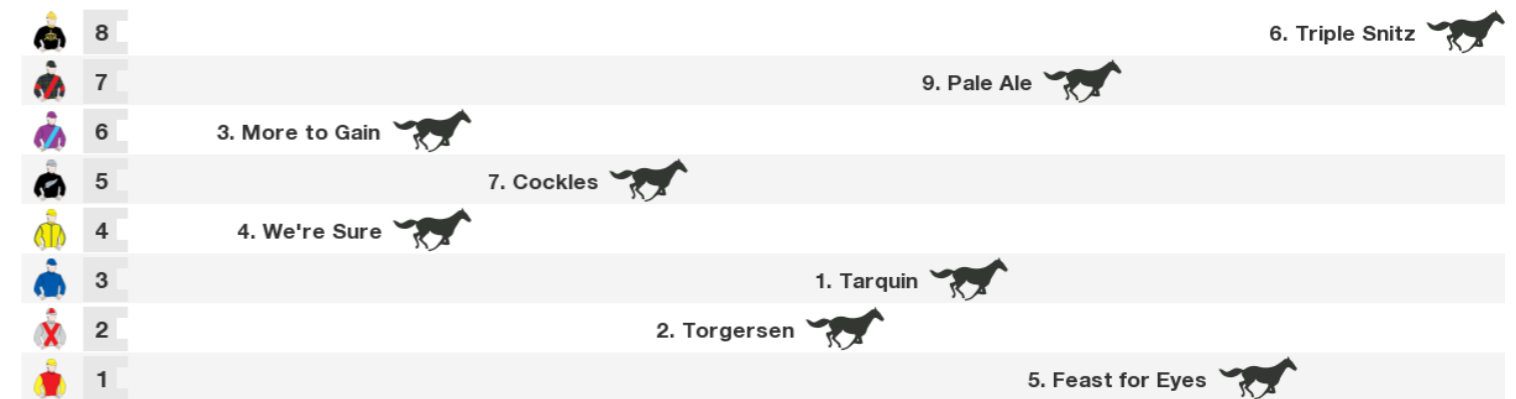 8 6. Triple Snitz
7 9. Pale Ale
6 3. More to Gain
5 7. Cockles
4 4. We're Sure
3 1. Tarquin
2 2. Torgersen
1 5. Feast for Eyes